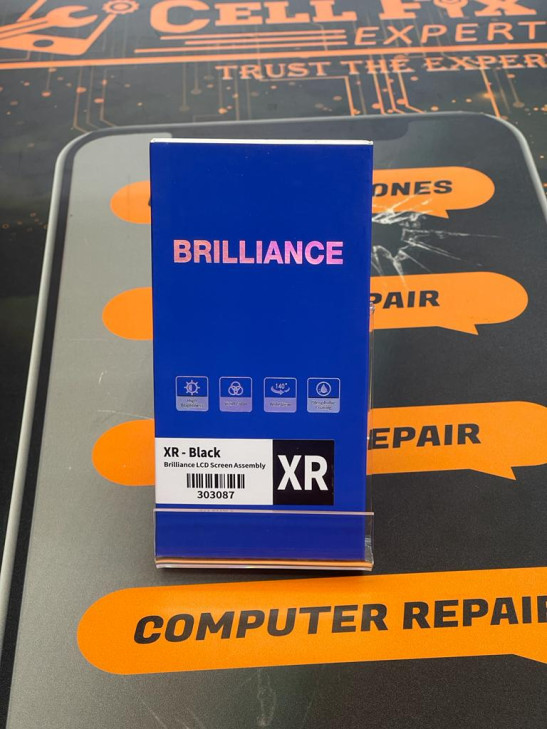 CELL FIX
EXPERT
TRUST THE EXPER
ONES
BRILLIANCE
PAIR
140°
EPAIR
XR - Black
Brilliance LCD Screen Assembly
303087
XR
COMPUTER REPAIR